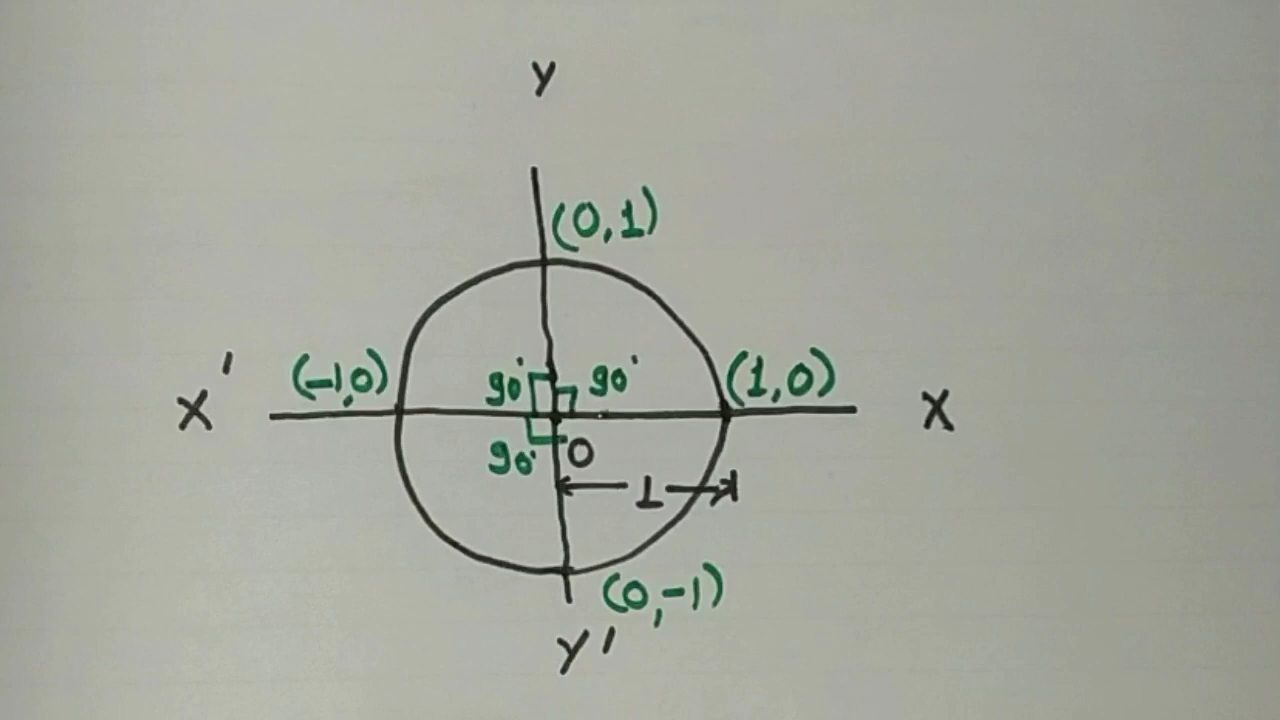 Y
(0,1)
X' (-1,0) 90° 90° (1,0) X
90° O
1
(0,-1)
Y'